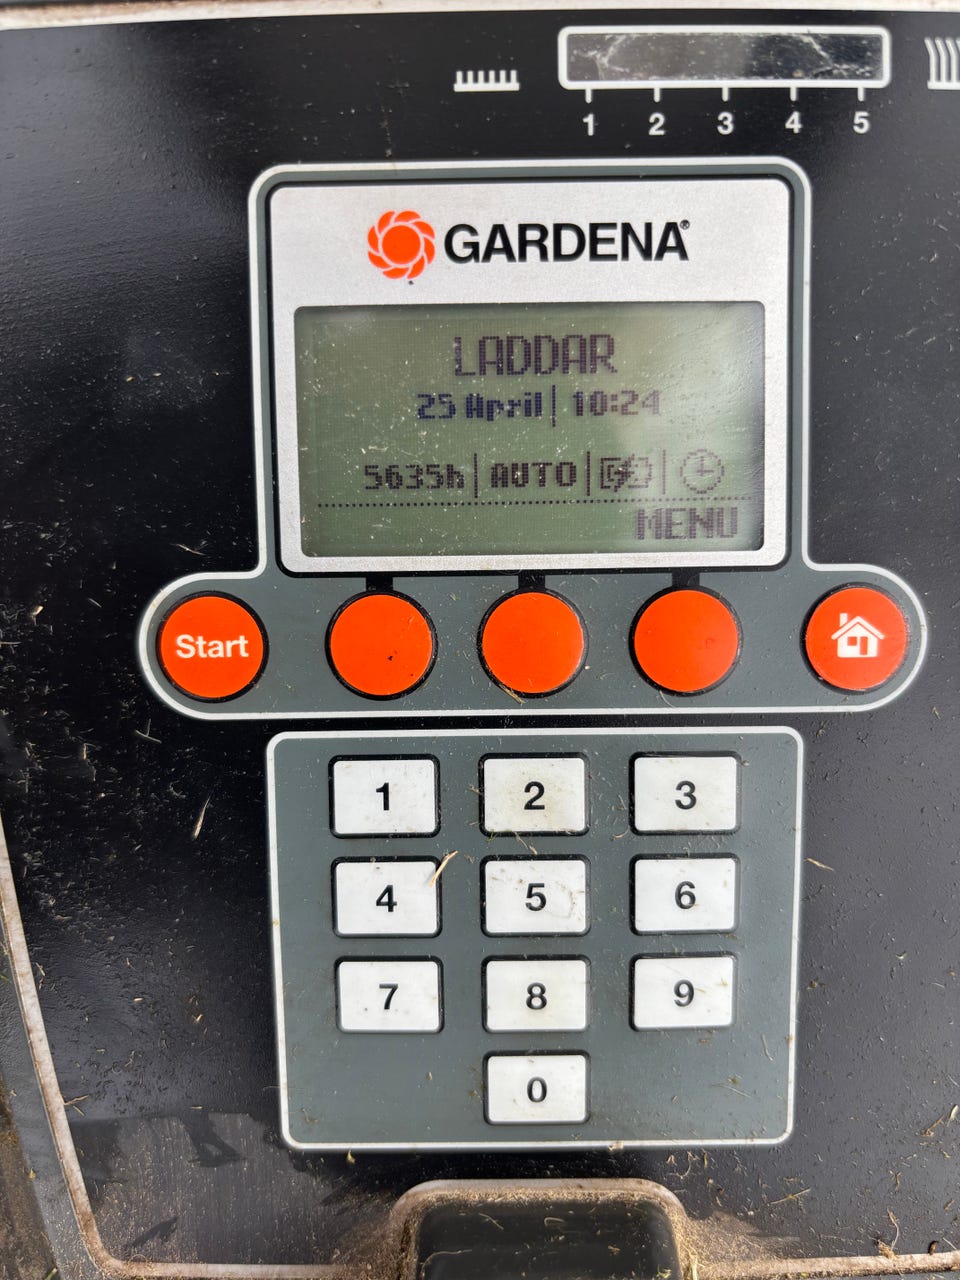 1 2 3 4 5
GARDENA®
LADDAR
25 April | 10:24
5635h | AUTO
MENU
Start
1 2 3
4 5 6
7 8 9
0